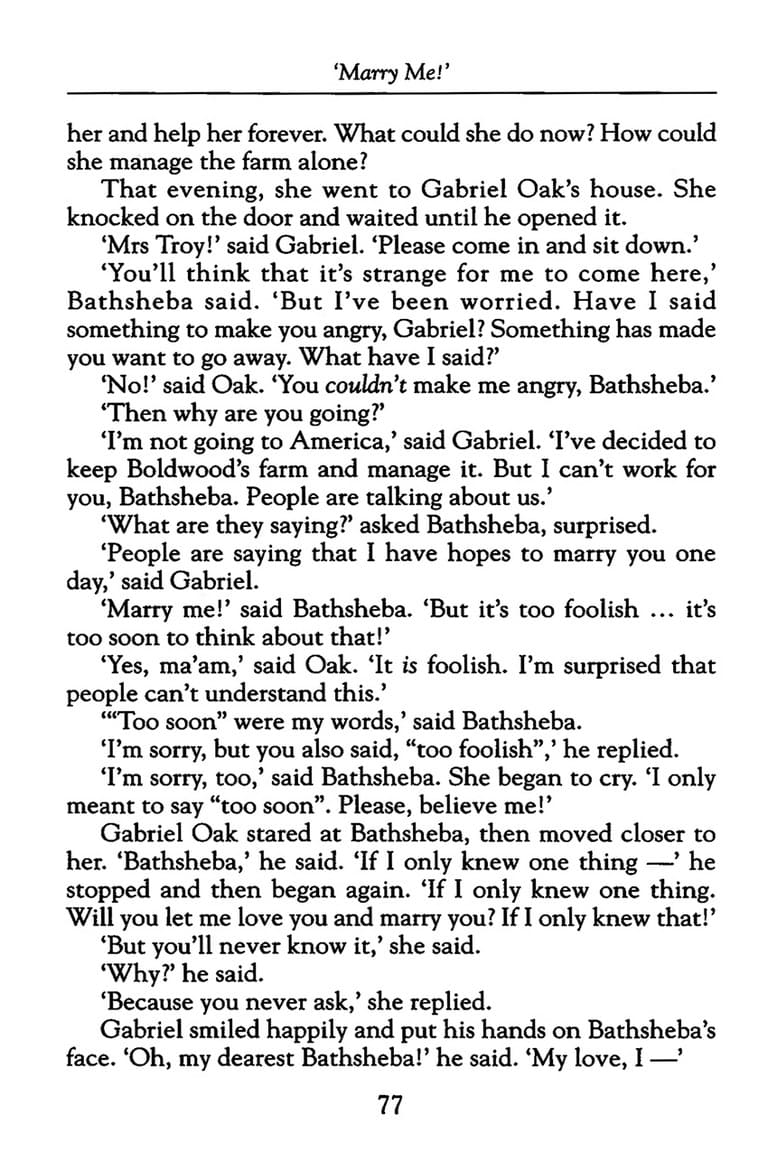 ‘Marry Me!’
her and help her forever. What could she do now? How could
she manage the farm alone?
That evening, she went to Gabriel Oak’s house. She
knocked on the door and waited until he opened it.
‘Mrs Troy!’ said Gabriel. ‘Please come in and sit down.’
‘You’ll think that it’s strange for me to come here,’
Bathsheba said. ‘But I’ve been worried. Have I said
something to make you angry, Gabriel? Something has made
you want to go away. What have I said?’
‘No!’ said Oak. ‘You couldn’t make me angry, Bathsheba.’
‘Then why are you going?’
‘I’m not going to America,’ said Gabriel. ‘I’ve decided to
keep Boldwood’s farm and manage it. But I can’t work for
you, Bathsheba. People are talking about us.’
‘What are they saying?’ asked Bathsheba, surprised.
‘People are saying that I have hopes to marry you one
day,’ said Gabriel.
‘Marry me!’ said Bathsheba. ‘But it’s too foolish ... it’s
too soon to think about that!’
‘Yes, ma’am,’ said Oak. ‘It is foolish. I’m surprised that
people can’t understand this.’
‘“Too soon” were my words,’ said Bathsheba.
‘I’m sorry, but you also said, “too foolish”,’ he replied.
‘I’m sorry, too,’ said Bathsheba. She began to cry. ‘I only
meant to say “too soon”. Please, believe me!’
Gabriel Oak stared at Bathsheba, then moved closer to
her. ‘Bathsheba,’ he said. ‘If I only knew one thing —’ he
stopped and then began again. ‘If I only knew one thing.
Will you let me love you and marry you? If I only knew that!’
‘But you’ll never know it,’ she said.
‘Why?’ he said.
‘Because you never ask,’ she replied.
Gabriel smiled happily and put his hands on Bathsheba’s
face. ‘Oh, my dearest Bathsheba!’ he said. ‘My love, I —’
77